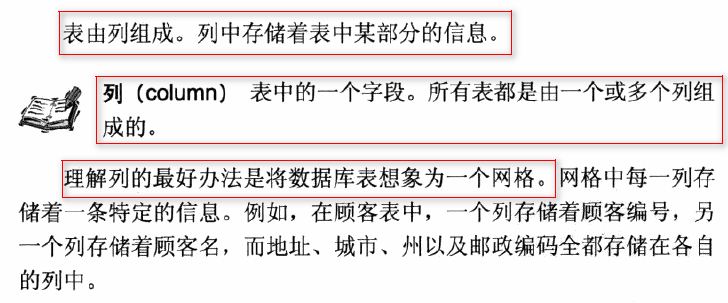 表由列组成。列中存储着表中某部分的信息。
列（column） 表中的一个字段。所有表都是由一个或多个列组
成的。
理解列的最好办法是将数据库表想象为一个网格。网格中每一列存
储着一条特定的信息。例如，在顾客表中，一个列存储着顾客编号，另
一个列存储着顾客名，而地址、城市、州以及邮政编码全都存储在各自
的列中。